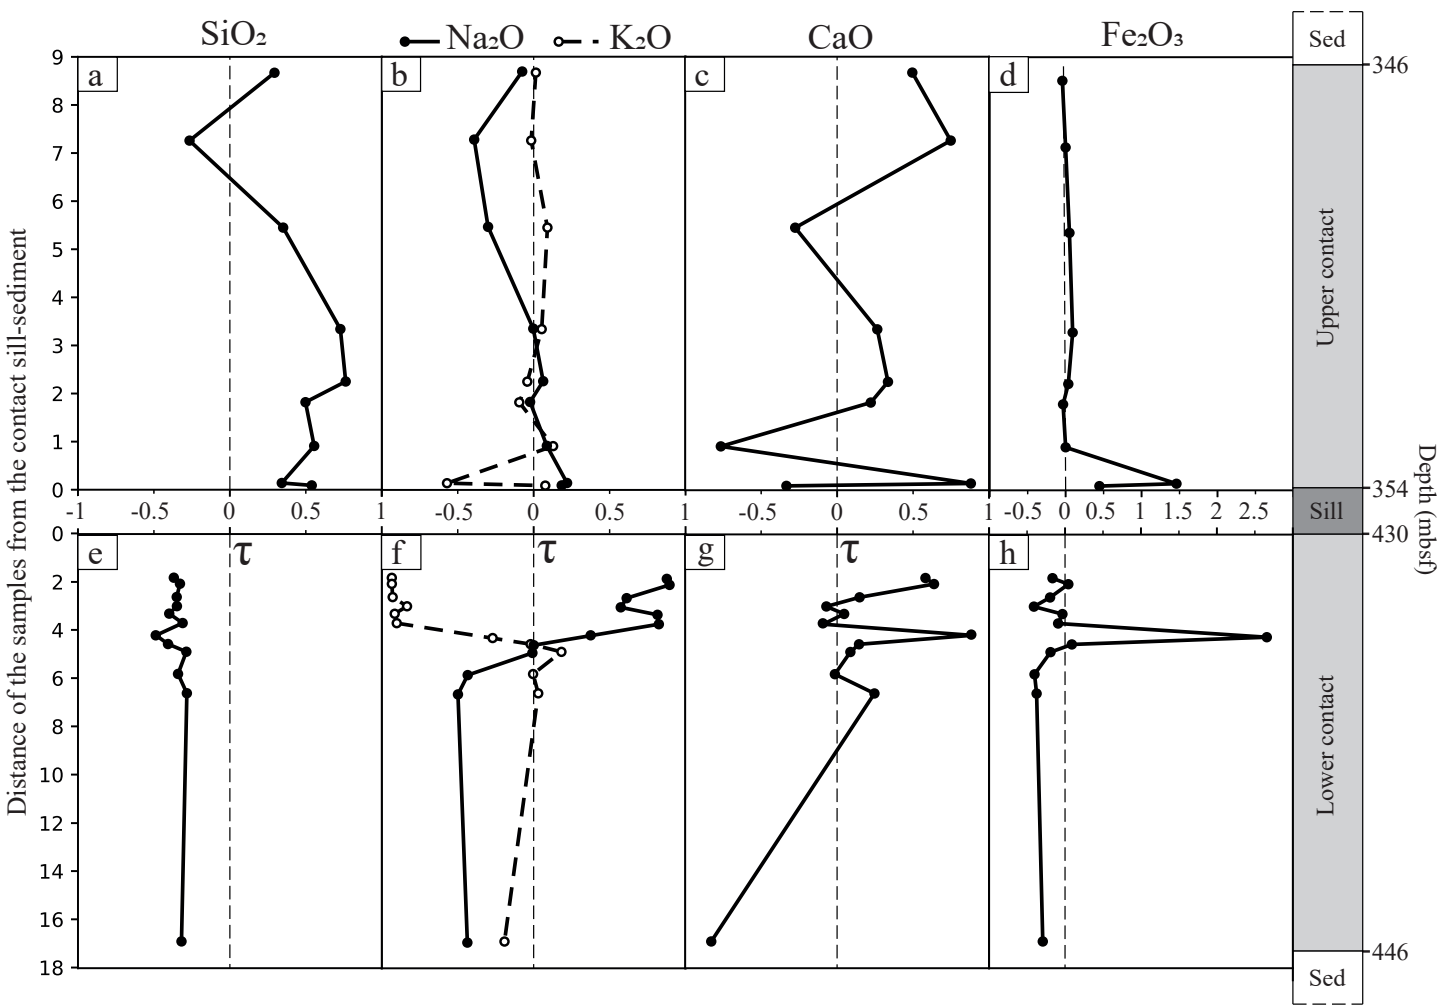 SiO₂
Na₂O
K₂O
CaO
Fe₂O₃
Sed
a
b
c
d
9
8
7
6
5
4
3
2
1
0
346
Upper contact
354
-1
-0.5
0
0.5
1
-0.5
0
0.5
1
-0.5
0
0.5
1
-0.5
0
0.5
1
1.5
2
2.5
Sill
430
Depth (mbsf)
Distance of the samples from the contact sill-sediment
e
τ
f
τ
g
τ
h
0
2
4
6
8
10
12
14
16
18
Lower contact
446
Sed